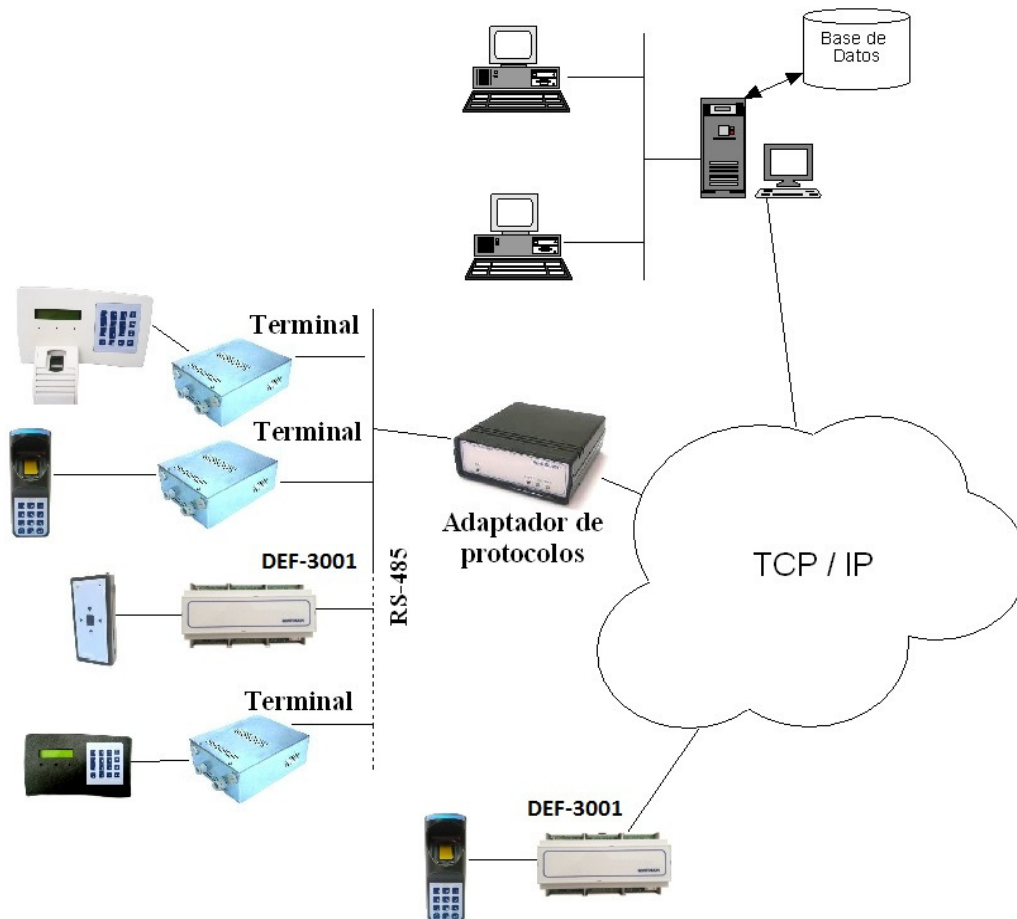 Base de
Datos
Terminal
Terminal
Adaptador de
protocolos
TCP / IP
DEF-3001
RS-485
Terminal
DEF-3001